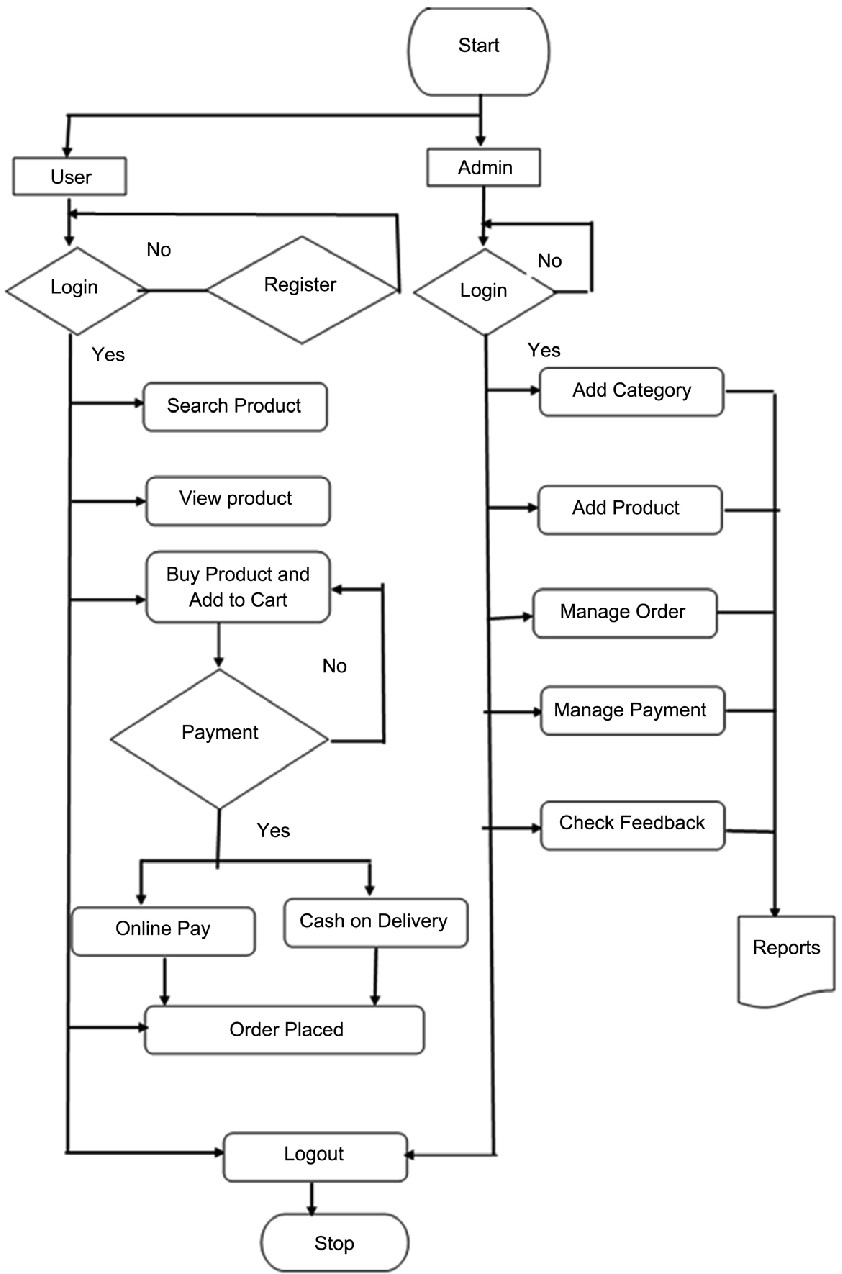 Start
User
Admin
No
Login
Register
No
Login
Yes
Yes
Search Product
Add Category
View product
Add Product
Buy Product and
Add to Cart
Manage Order
No
Payment
Manage Payment
Yes
Check Feedback
Online Pay
Cash on Delivery
Reports
Order Placed
Logout
Stop